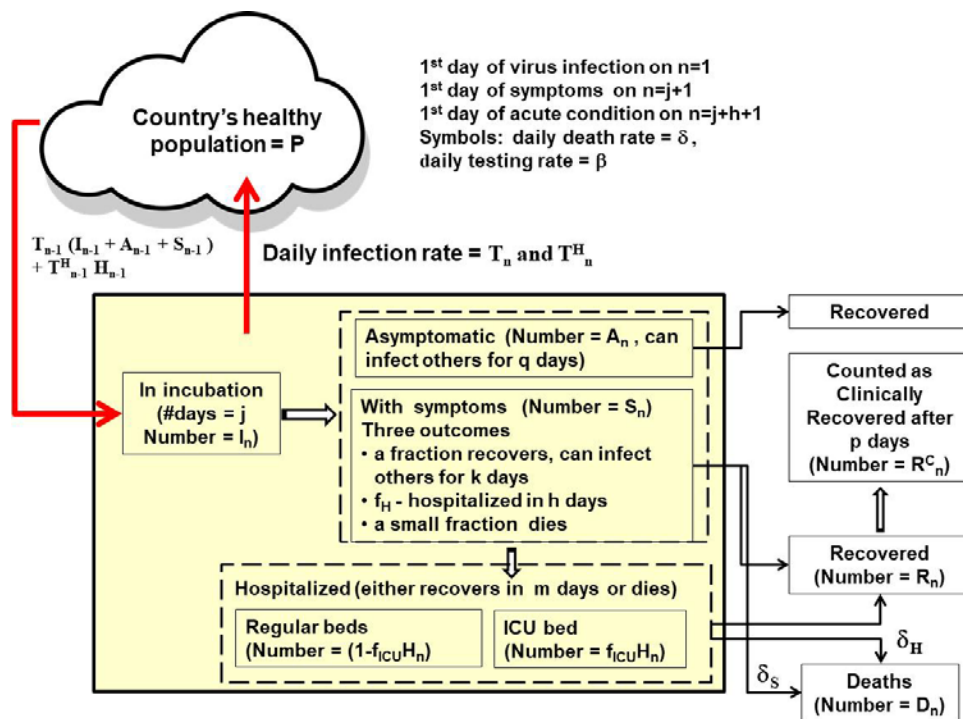 Country's healthy
population = P
1st day of virus infection on n=1
1st day of symptoms on n=j+1
1st day of acute condition on n=j+h+1
Symbols: daily death rate = δ ,
daily testing rate = β
Tn-1 (In-1 + An-1 + Sn-1 )
+ THn-1 Hn-1
Daily infection rate = Tn and THn
In incubation
(#days = j
Number = In)
Asymptomatic (Number = An , can
infect others for q days)
With symptoms (Number = Sn)
Three outcomes
• a fraction recovers, can infect
others for k days
• fH - hospitalized in h days
• a small fraction dies
Hospitalized (either recovers in m days or dies)
Regular beds
(Number = (1-fICUHn)
ICU bed
(Number = fICUHn)
Recovered
Counted as
Clinically
Recovered after
p days
(Number = RCn)
Recovered
(Number = Rn)
δH
δS
Deaths
(Number = Dn)